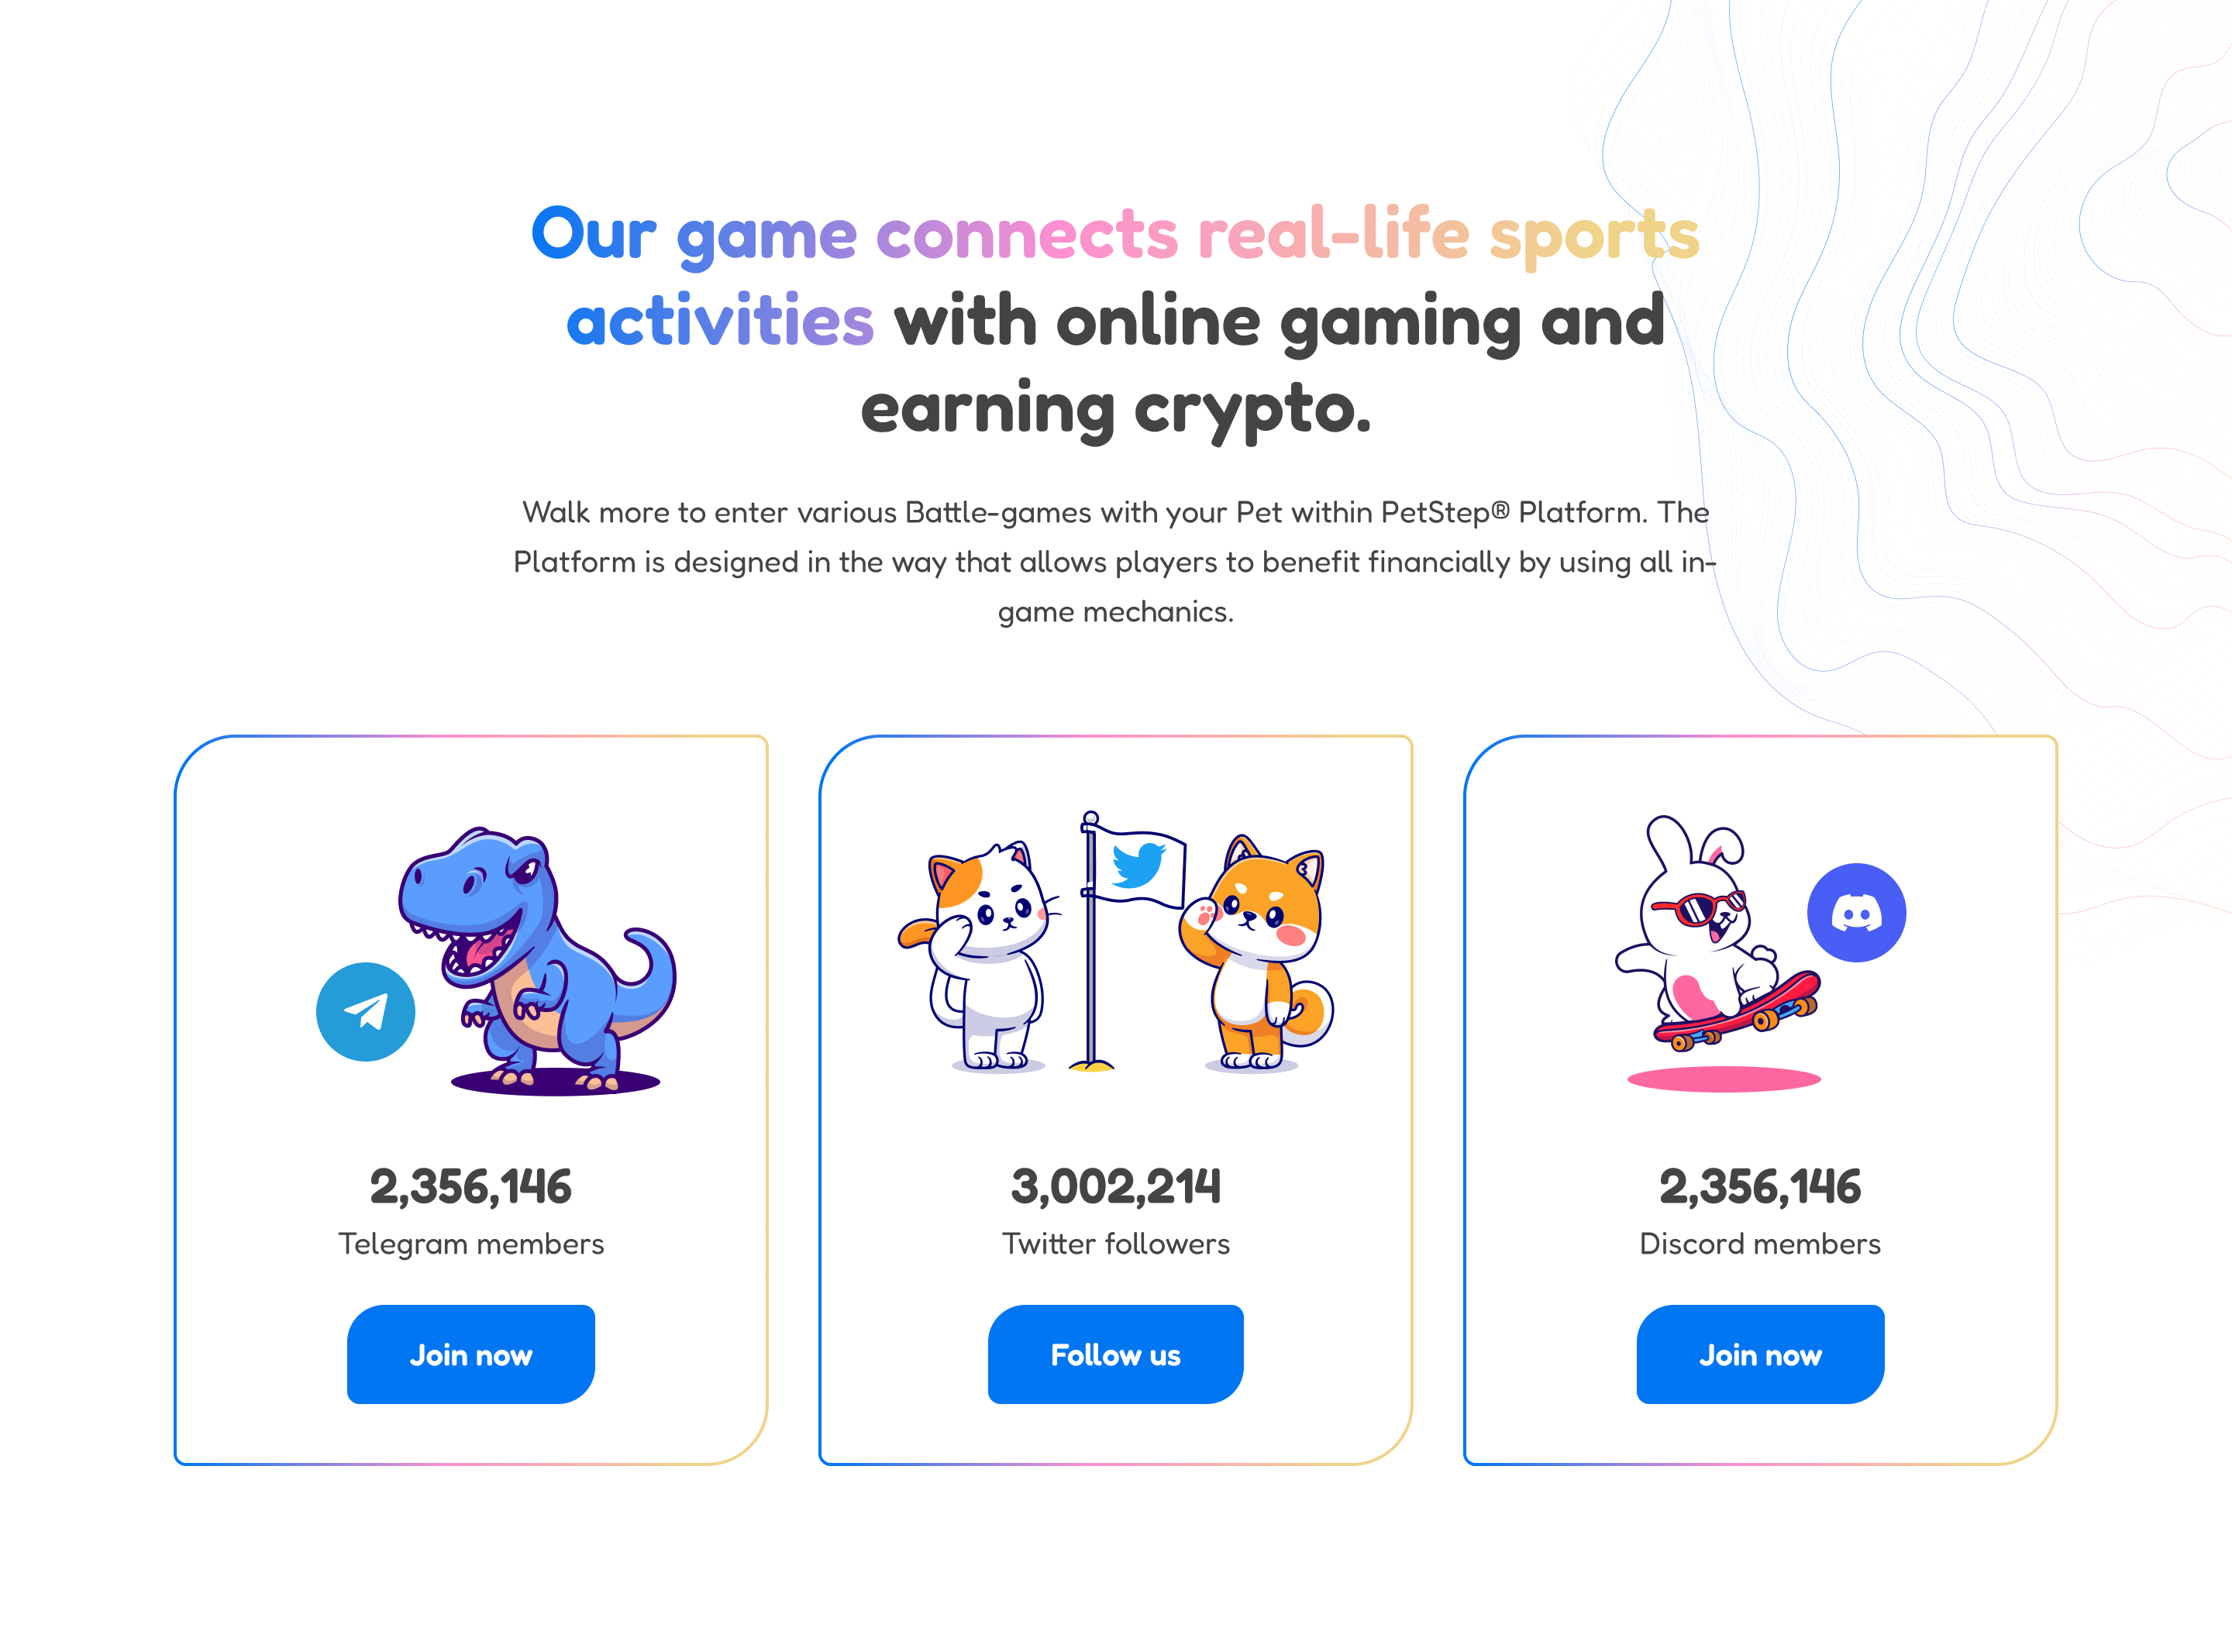 Our game connects real-life sports
activities with online gaming and
earning crypto.
Walk more to enter various Battle-games with your Pet within PetStep® Platform. The
Platform is designed in the way that allows players to benefit financially by using all in-
game mechanics.
2,356,146
Telegram members
Join now
3,002,214
Twitter followers
Follow us
2,356,146
Discord members
Join now